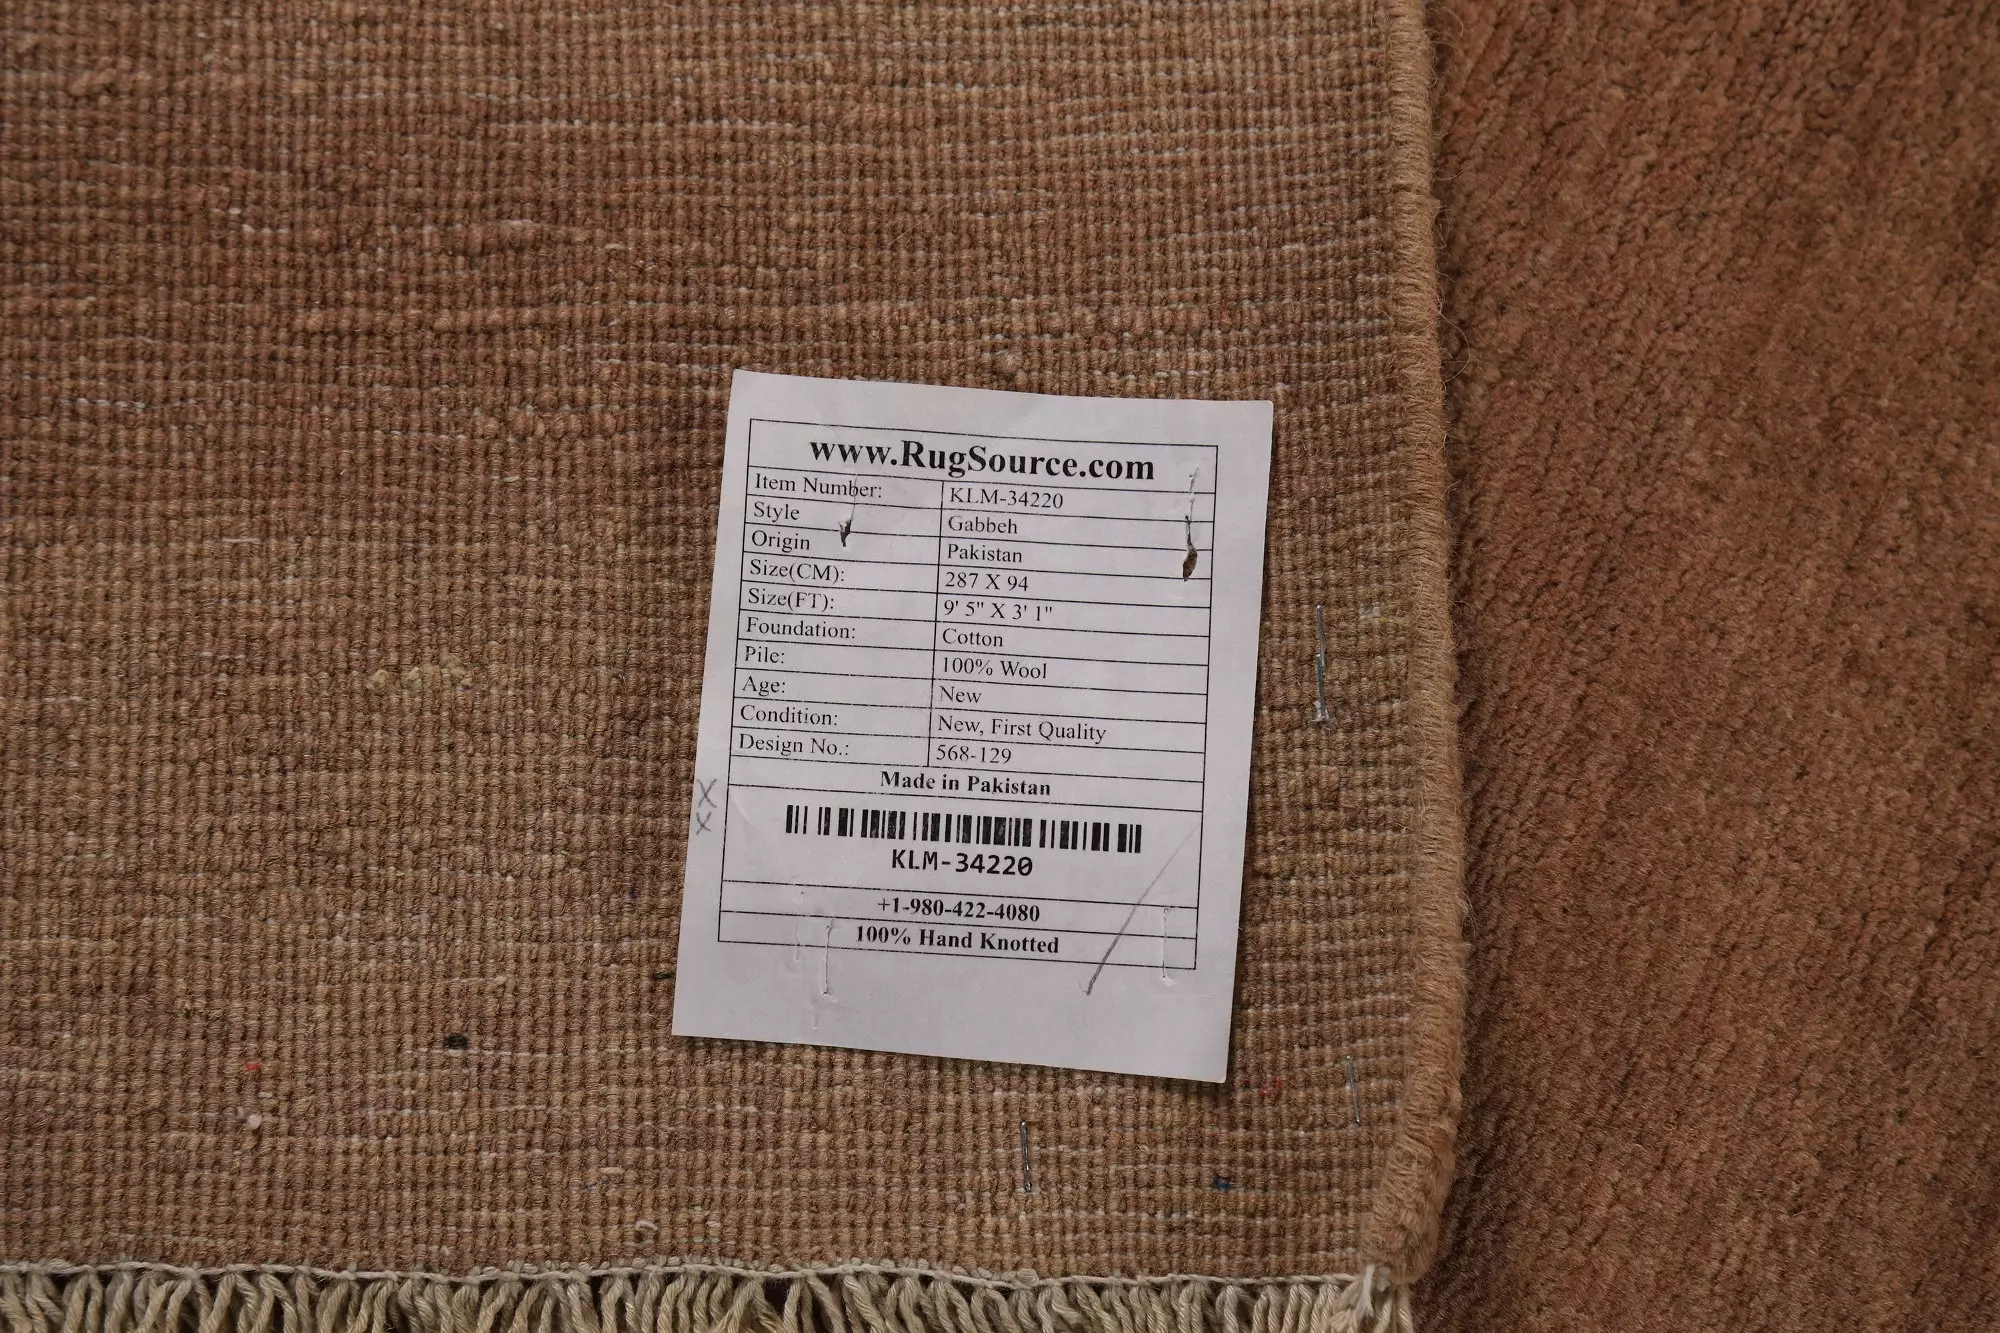 www.RugSource.com
Item Number: KLM-34220
Style Gabbeh
Origin Pakistan
Size(CM): 287 X 94
Size(FT): 9' 5" X 3' 1"
Foundation: Cotton
Pile: 100% Wool
Age: New
Condition: New, First Quality
Design No.: 568-129
Made in Pakistan
X
X
KLM-34220
+1-980-422-4080
100% Hand Knotted